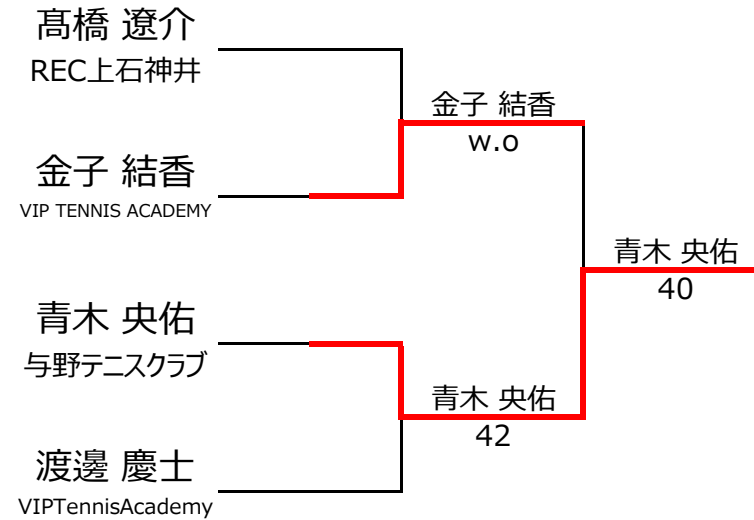 髙橋 遼介
REC上石神井
金子 結香
w.o
金子 結香
VIP TENNIS ACADEMY
青木 央佑
40
青木 央佑
与野テニスクラブ
青木 央佑
42
渡邊 慶士
VIPTennisAcademy